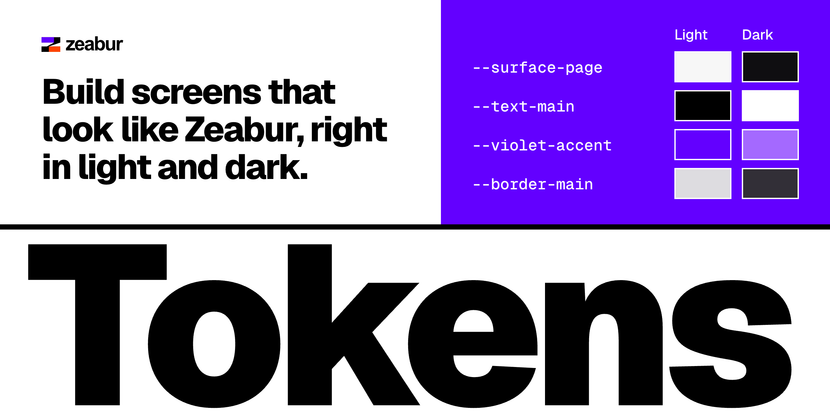 zeabur
Build screens that
look like Zeabur, right
in light and dark.
Light Dark
--surface-page
--text-main
--violet-accent
--border-main
Tokens